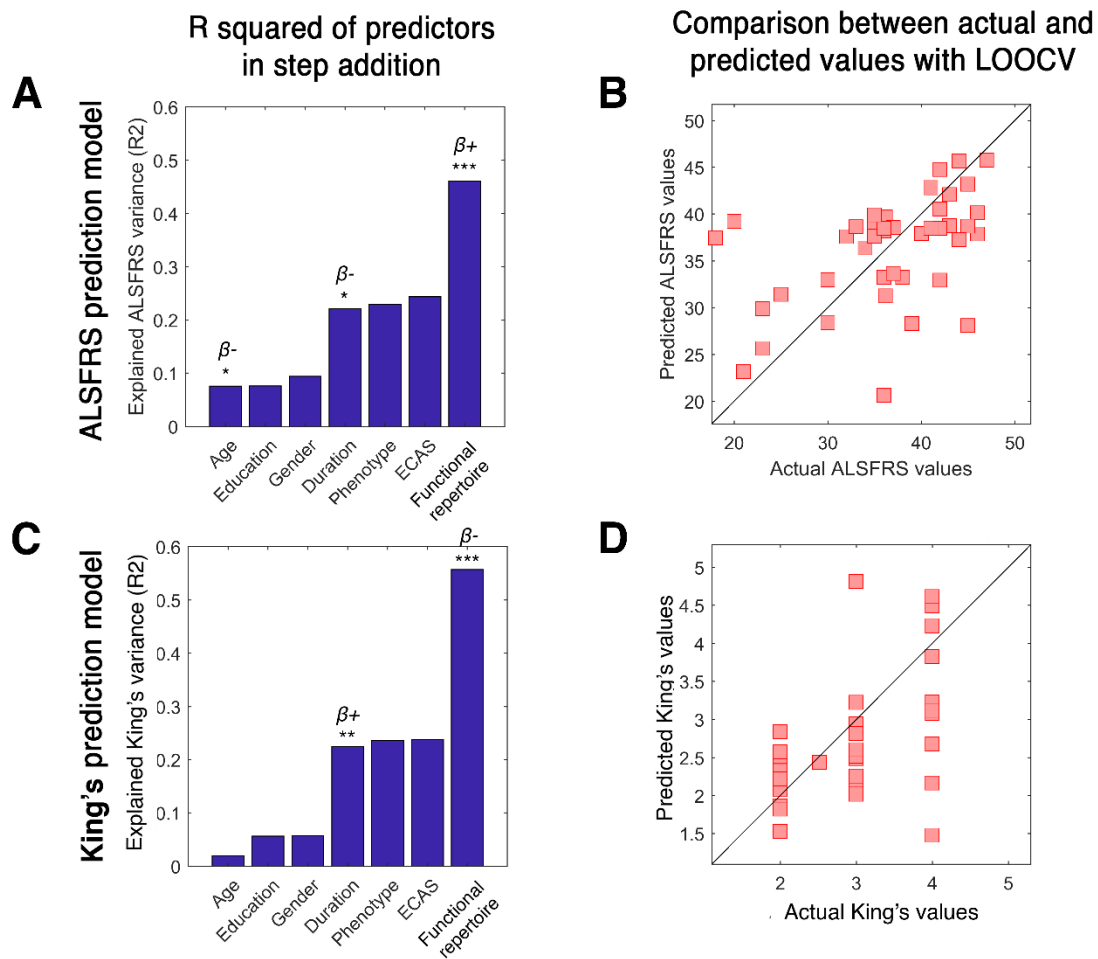 R squared of predictors
in step addition
Comparison between actual and
predicted values with LOOCV
A
ALSFRS prediction model
Explained ALSFRS variance (R2)
0.6
0.5
0.4
0.3
0.2
0.1
0
β-
*
β-
*
β+
***
Age
Education
Gender
Duration
Phenotype
ECAS
Functional
repertoire
B
Predicted ALSFRS values
50
45
40
35
30
25
20
20
30
40
50
Actual ALSFRS values
C
King's prediction model
Explained King's variance (R2)
0.6
0.5
0.4
0.3
0.2
0.1
0
β+
**
β-
***
Age
Education
Gender
Duration
Phenotype
ECAS
Functional
repertoire
D
Predicted King's values
5
4.5
4
3.5
3
2.5
2
1.5
2
3
4
5
Actual King's values